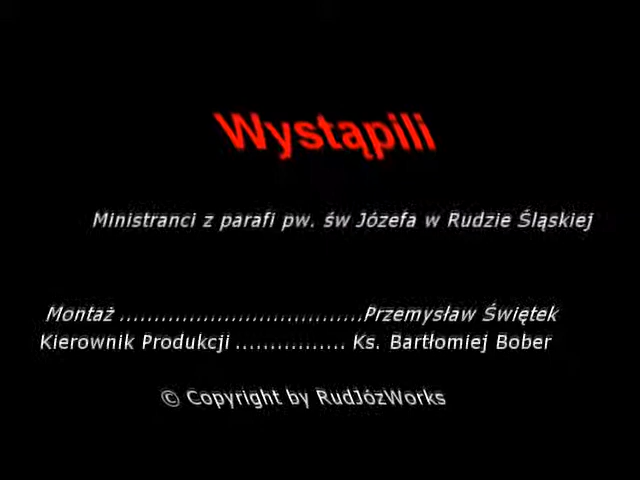 Wystąpili
Ministranci z parafi pw. św Józefa w Rudzie Śląskiej
Montaż ...................................Przemysław Świętek
Kierownik Produkcji ................ Ks. Bartłomiej Bober
© Copyright by RudJózWorks